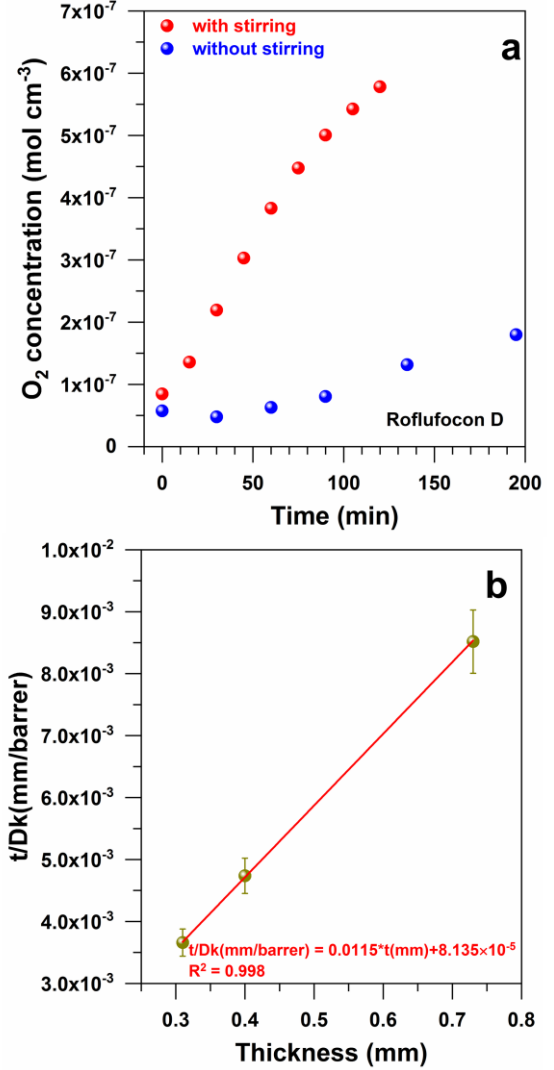 a
with stirring
without stirring
7x10⁻⁷
6x10⁻⁷
5x10⁻⁷
4x10⁻⁷
3x10⁻⁷
2x10⁻⁷
1x10⁻⁷
0
O₂ concentration (mol cm⁻³)
Roflufocon D
0 50 100 150 200
Time (min)
b
1.0x10⁻²
9.0x10⁻³
8.0x10⁻³
7.0x10⁻³
6.0x10⁻³
5.0x10⁻³
4.0x10⁻³
3.0x10⁻³
t/Dk(mm/barrer)
t/Dk(mm/barrer) = 0.0115*t(mm)+8.135×10⁻⁵
R² = 0.998
0.3 0.4 0.5 0.6 0.7 0.8
Thickness (mm)